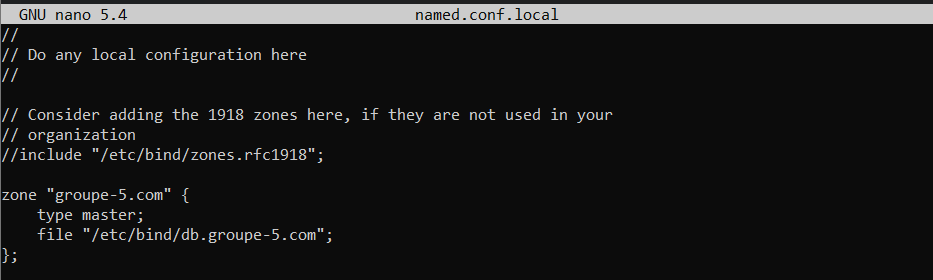 GNU nano 5.4 named.conf.local
//
// Do any local configuration here
//
// Consider adding the 1918 zones here, if they are not used in your
// organization
//include "/etc/bind/zones.rfc1918";
zone "groupe-5.com" {
    type master;
    file "/etc/bind/db.groupe-5.com";
};